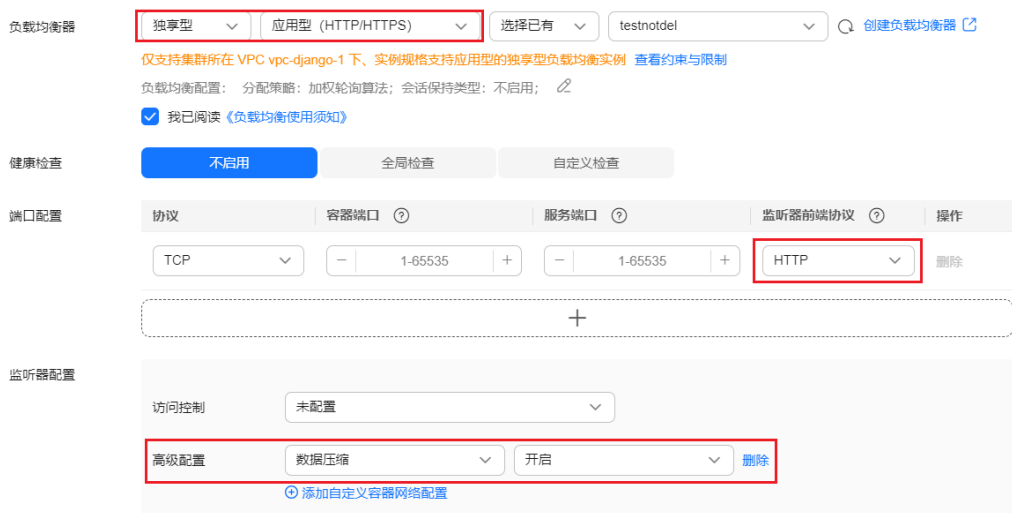 负载均衡器 独享型 应用型（HTTP/HTTPS） 选择已有 testnotdel 创建负载均衡器
仅支持集群所在 VPC vpc-django-1 下、实例规格支持应用型的独享型负载均衡实例 查看约束与限制
负载均衡配置： 分配策略：加权轮询算法；会话保持类型：不启用；
我已阅读《负载均衡使用须知》
健康检查 不启用 全局检查 自定义检查
端口配置 协议 容器端口 ? 服务端口 ? 监听器前端协议 ? 操作
TCP − 1-65535 + − 1-65535 + HTTP 删除
+
监听器配置
访问控制 未配置
高级配置 数据压缩 开启 删除
添加自定义容器网络配置